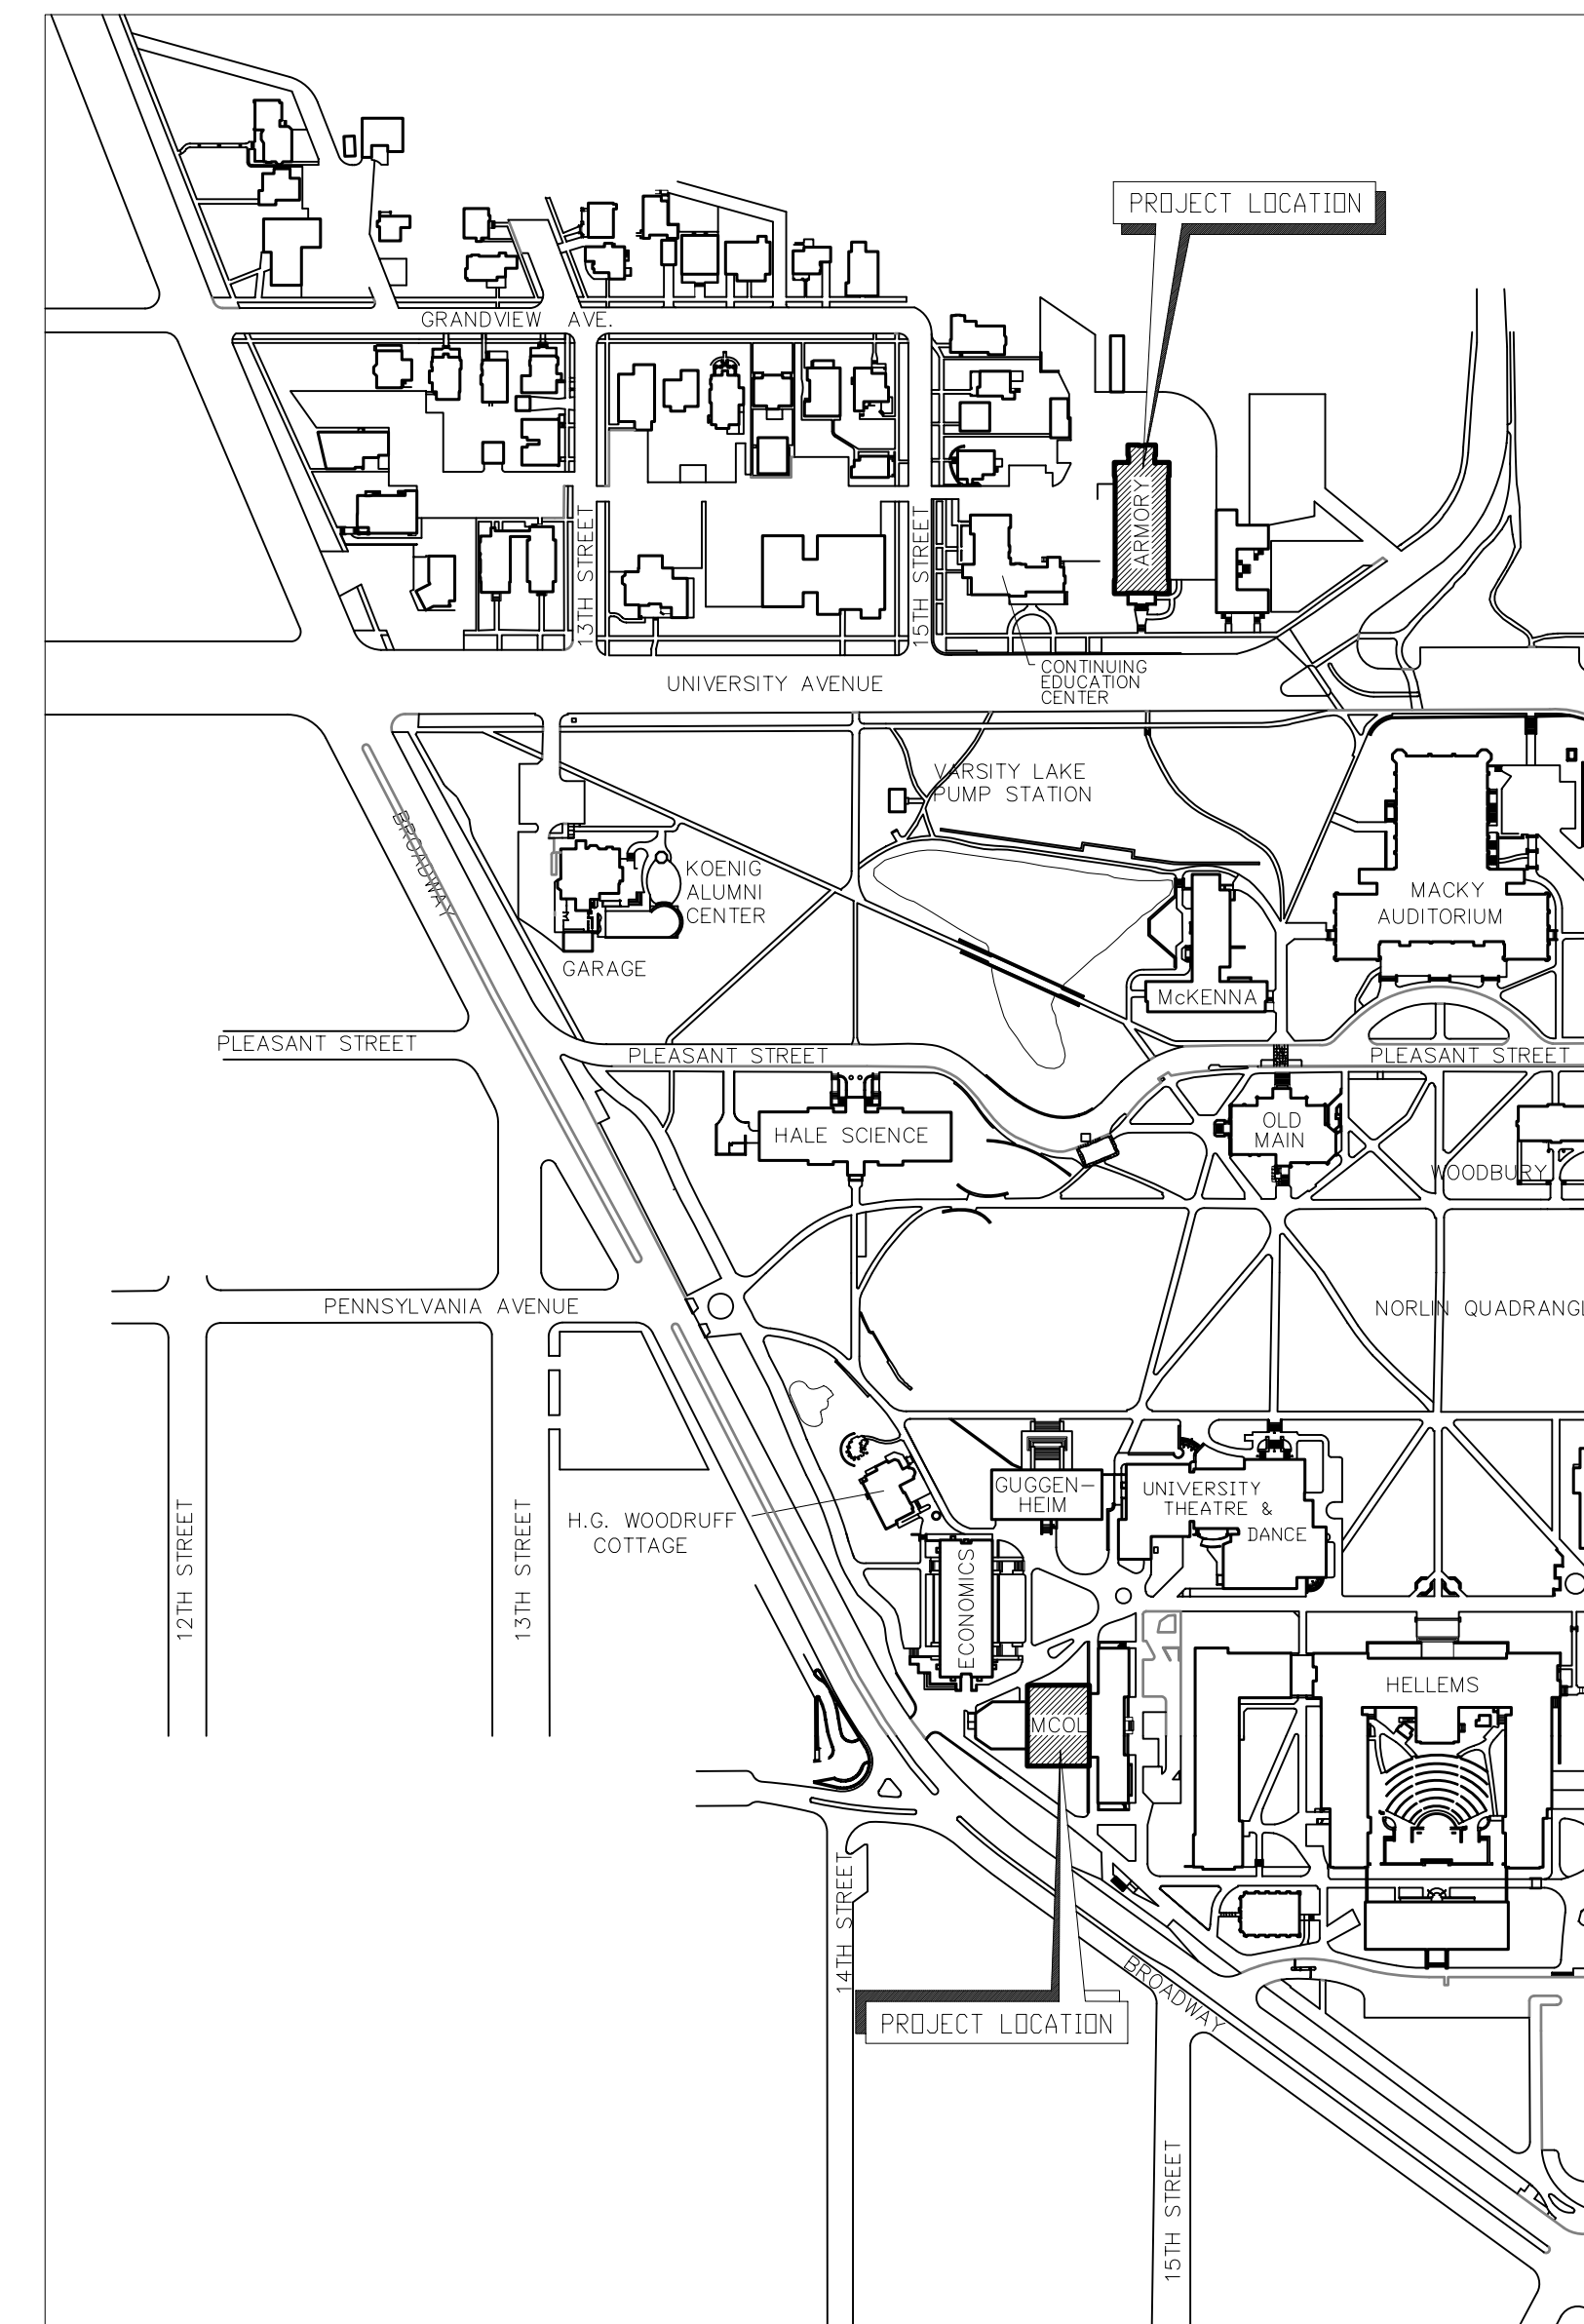 PROJECT LOCATION
GRANDVIEW AVE.
ARMORY
13TH STREET
15TH STREET
CONTINUING
EDUCATION
CENTER
UNIVERSITY AVENUE
VARSITY LAKE
PUMP STATION
BROADWAY
KOENIG
ALUMNI
CENTER
MACKY
AUDITORIUM
GARAGE
McKENNA
PLEASANT STREET
PLEASANT STREET
PLEASANT STREET
HALE SCIENCE
OLD
MAIN
WOODBURY
PENNSYLVANIA AVENUE
NORLIN QUADRANGL
GUGGEN-
HEIM
UNIVERSITY
THEATRE &
DANCE
H.G. WOODRUFF
COTTAGE
12TH STREET
13TH STREET
ECONOMICS
HELLEMS
MCOL
14TH STREET
BROADWAY
PROJECT LOCATION
15TH STREET